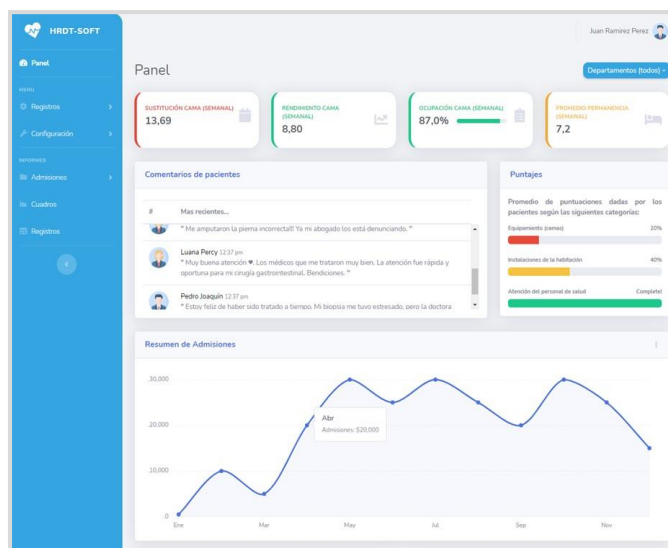 HRDT-SOFT
Juan Ramirez Perez
Panel
MENU
Registros
Configuración
INFORMES
Admisiones
Cuadros
Registros
Panel
Departamentos (todos)
SUSTITUCIÓN CAMA (SEMANAL)
13,69
RENDIMIENTO CAMA
(SEMANAL)
8,80
OCUPACIÓN CAMA (SEMANAL)
87,0%
PROMEDIO PERMANENCIA
(SEMANAL)
7,2
Comentarios de pacientes
# Mas recientes...
" Me amputaron la pierna incorrecta!! Ya mi abogado los está denunciando. "
Luana Percy 12:37 pm
" Muy buena atención ♥. Los médicos que me trataron muy bien. La atención fue rápida y
oportuna para mi cirugía gastrointestinal. Bendiciones. "
Pedro Joaquín 12:37 pm
" Estoy feliz de haber sido tratado a tiempo. Mi biopsia me tuvo estresado, pero la doctora
Puntajes
Promedio de puntuaciones dadas por los
pacientes según las siguientes categorías:
Equipamiento (camas) 20%
Instalaciones de la habitación 40%
Atención del personal de salud Complete!
Resumen de Admisiones
30,000
20,000
10,000
0
Abr
Admisiones: $20,000
Ene Mar May Jul Sep Nov